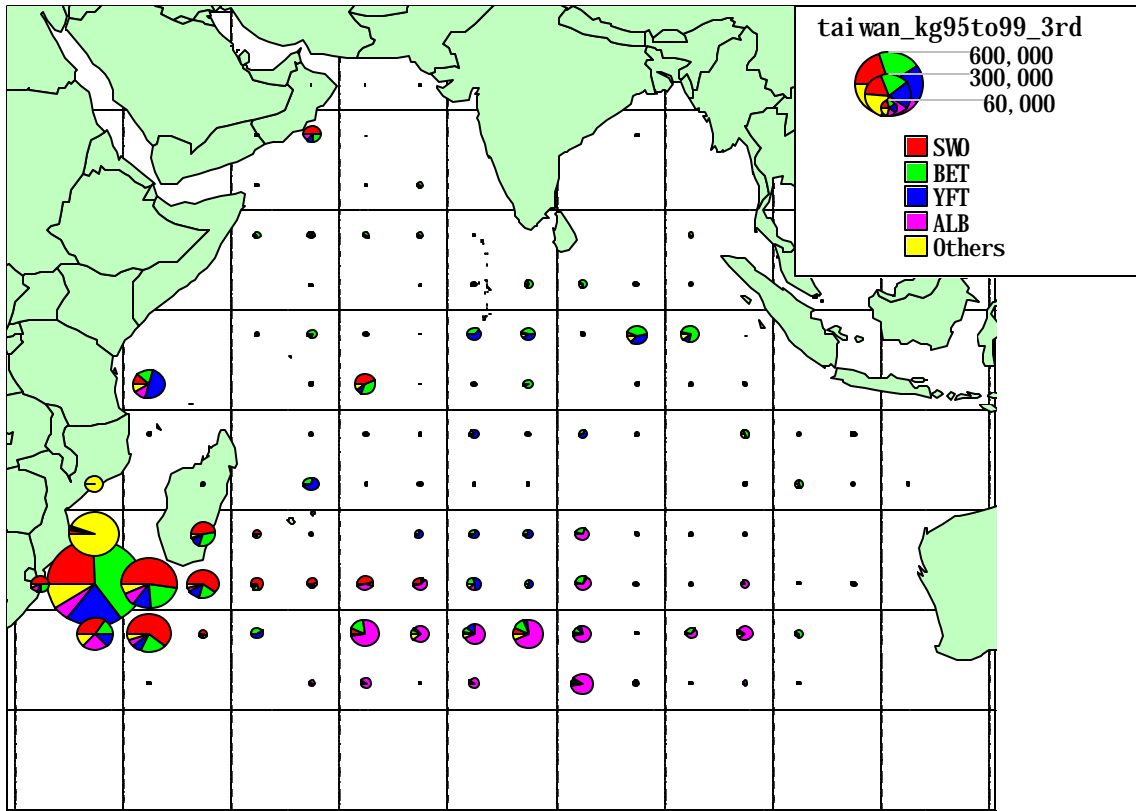 taiwan_kg95to99_3rd
600,000
300,000
60,000
SWO
BET
YFT
ALB
Others